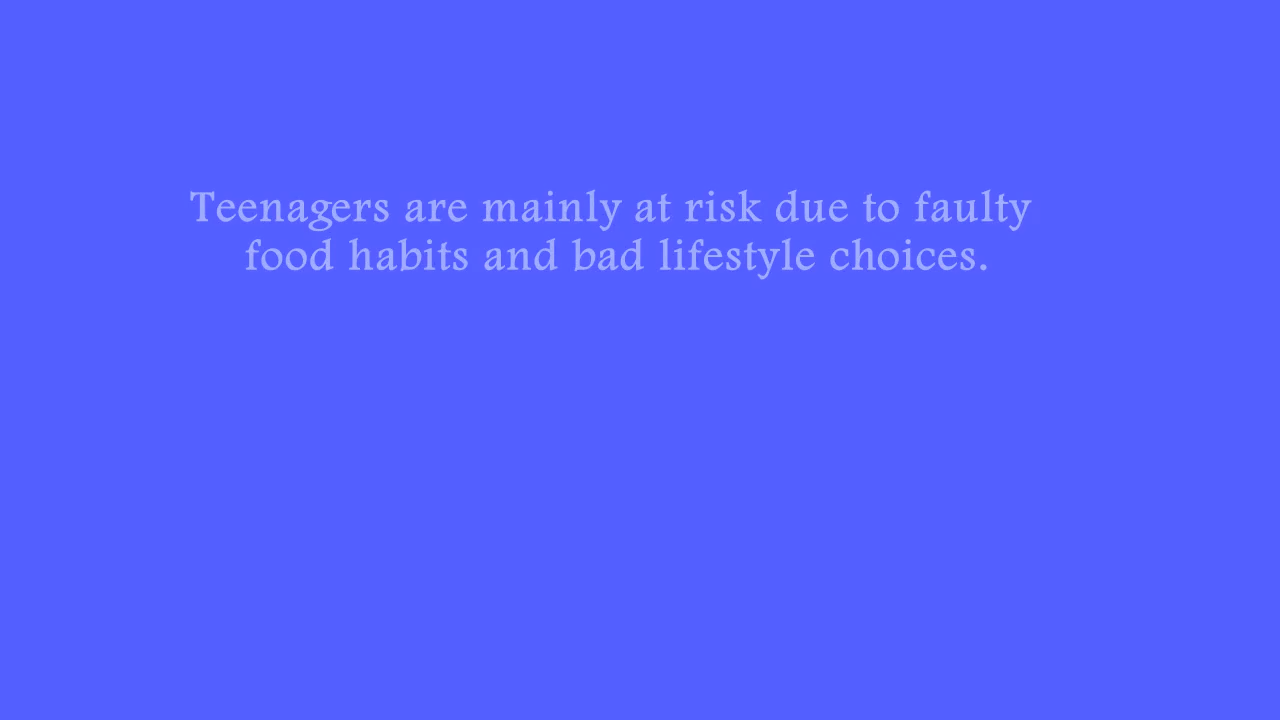 Teenagers are mainly at risk due to faulty
food habits and bad lifestyle choices.